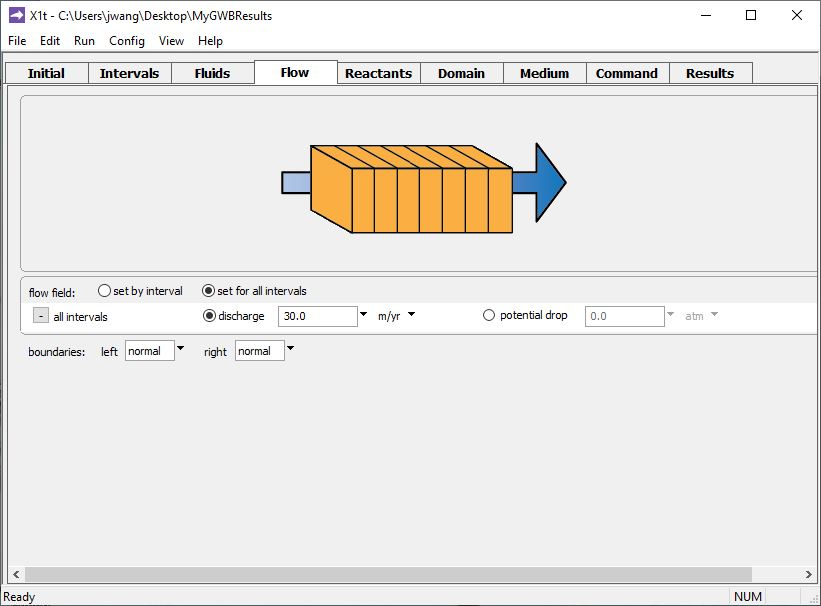 X1t - C:\Users\jwang\Desktop\MyGWBResults
File Edit Run Config View Help
Initial Intervals Fluids Flow Reactants Domain Medium Command Results
flow field: set by interval set for all intervals
- all intervals discharge 30.0 m/yr potential drop 0.0 atm
boundaries: left normal right normal
Ready NUM